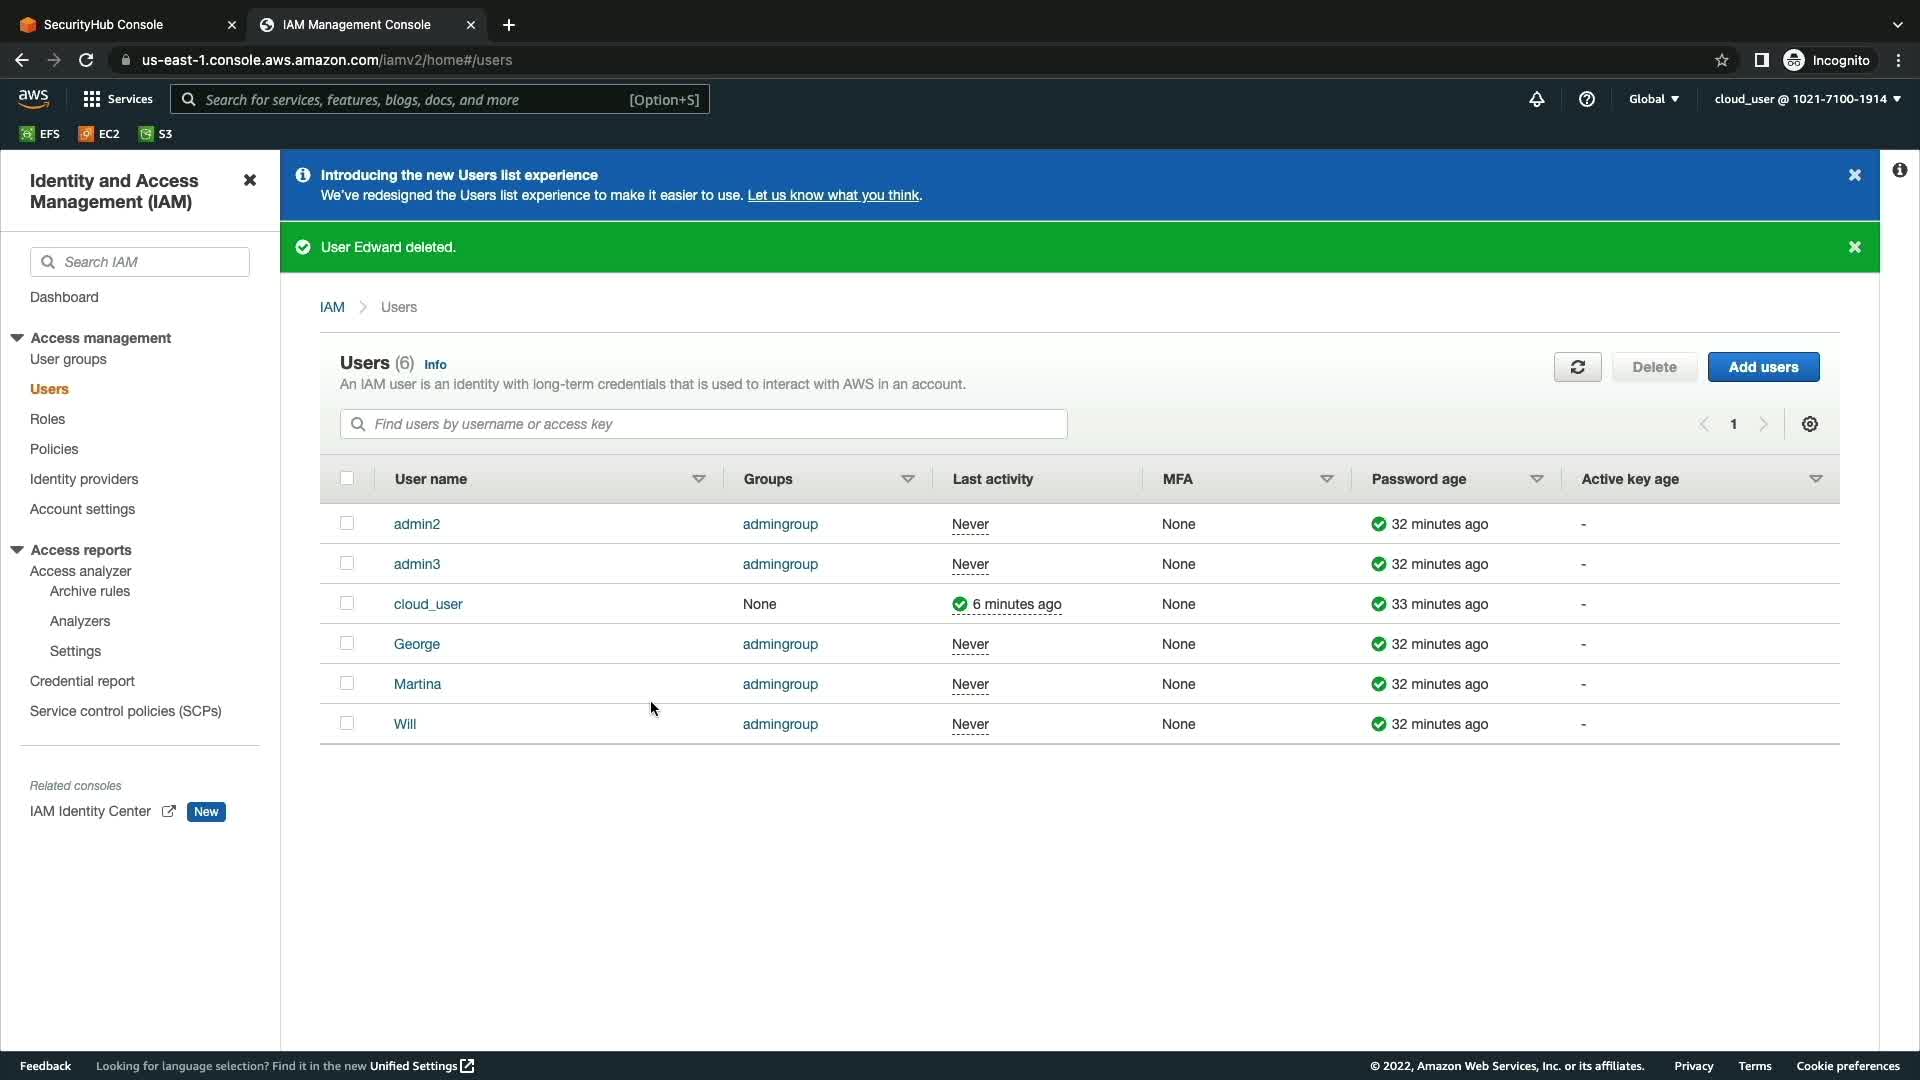 SecurityHub Console
IAM Management Console
us-east-1.console.aws.amazon.com/iamv2/home#/users
Incognito
aws
Services
Search for services, features, blogs, docs, and more
[Option+S]
Global
cloud_user @ 1021-7100-1914
EFS
EC2
S3
Identity and Access
Management (IAM)
Search IAM
Dashboard
Access management
User groups
Users
Roles
Policies
Identity providers
Account settings
Access reports
Access analyzer
Archive rules
Analyzers
Settings
Credential report
Service control policies (SCPs)
Related consoles
IAM Identity Center New
Introducing the new Users list experience
We've redesigned the Users list experience to make it easier to use. Let us know what you think.
User Edward deleted.
IAM Users
Users (6) Info
An IAM user is an identity with long-term credentials that is used to interact with AWS in an account.
Delete
Add users
Find users by username or access key
1
User name Groups Last activity MFA Password age Active key age
admin2 admingroup Never None 32 minutes ago -
admin3 admingroup Never None 32 minutes ago -
cloud_user None 6 minutes ago None 33 minutes ago -
George admingroup Never None 32 minutes ago -
Martina admingroup Never None 32 minutes ago -
Will admingroup Never None 32 minutes ago -
Feedback
Looking for language selection? Find it in the new Unified Settings
© 2022, Amazon Web Services, Inc. or its affiliates.
Privacy
Terms
Cookie preferences